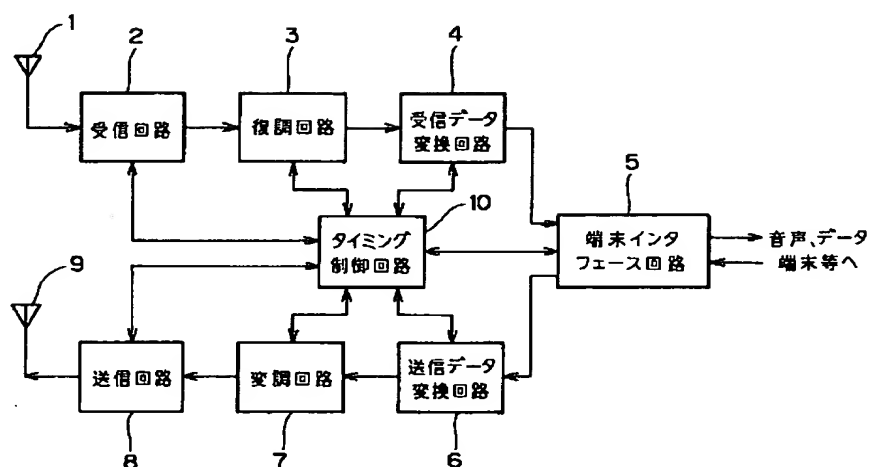 1
2
3
4
受信回路
復調回路
受信データ
変換回路
5
10
タイミング
制御回路
端末インタ
フェース回路
音声、データ
端末等へ
9
送信回路
変調回路
送信データ
変換回路
8
7
6